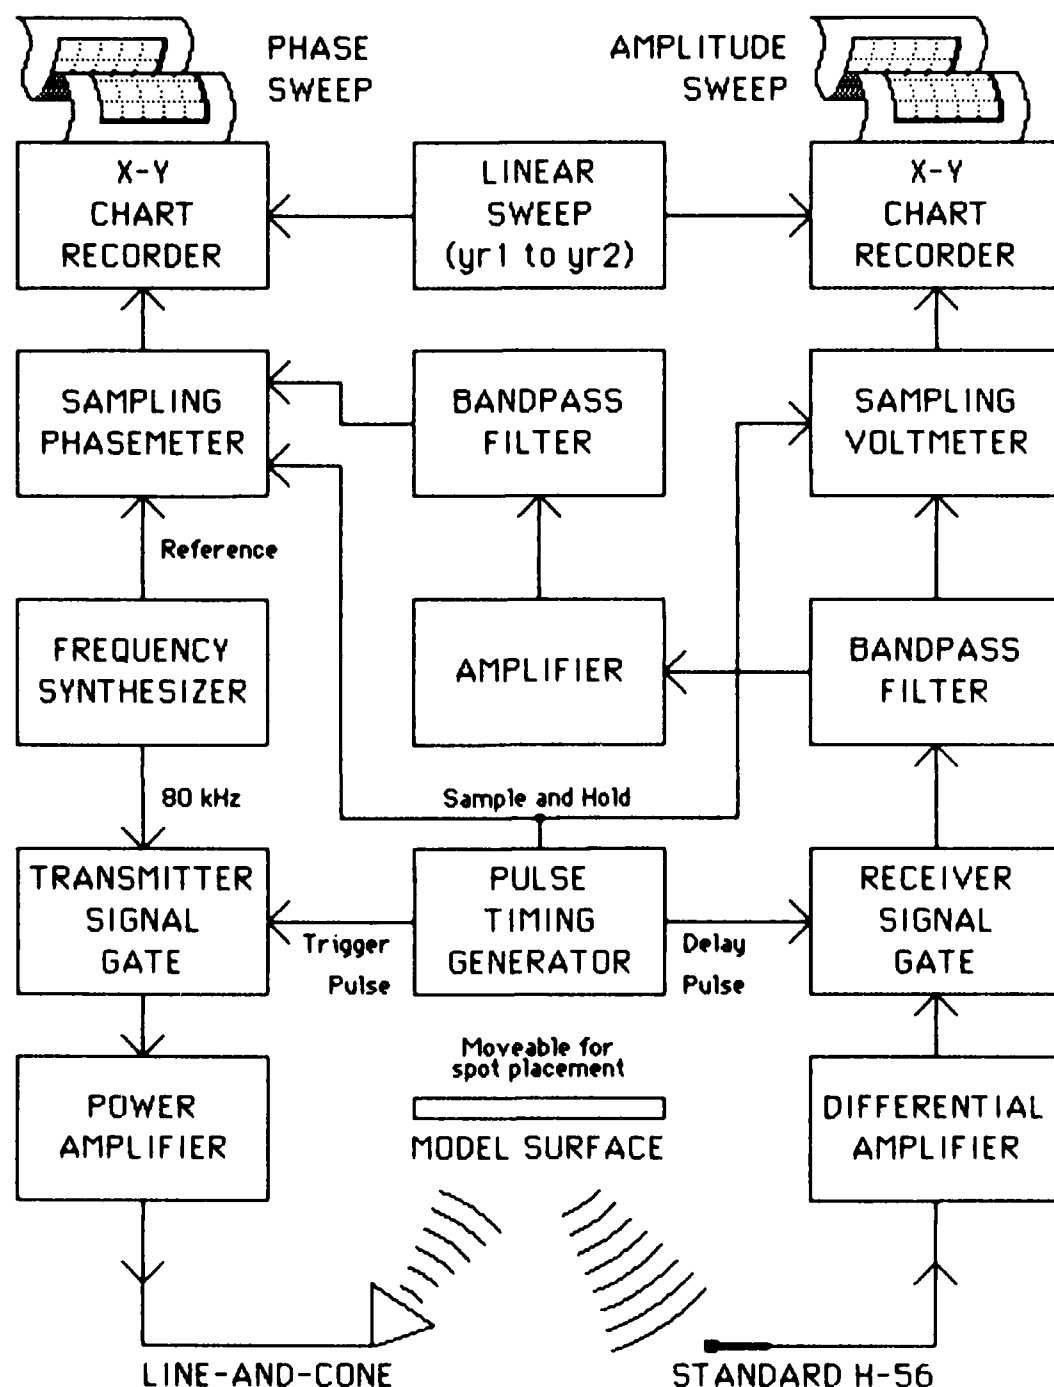 PHASE
SWEEP
AMPLITUDE
SWEEP
X-Y
CHART
RECORDER
LINEAR
SWEEP
(yr1 to yr2)
X-Y
CHART
RECORDER
SAMPLING
PHASEMETER
BANDPASS
FILTER
SAMPLING
VOLTMETER
Reference
FREQUENCY
SYNTHESIZER
AMPLIFIER
BANDPASS
FILTER
80 kHz
Sample and Hold
TRANSMITTER
SIGNAL
GATE
Trigger
Pulse
PULSE
TIMING
GENERATOR
Delay
Pulse
RECEIVER
SIGNAL
GATE
POWER
AMPLIFIER
Moveable for
spot placement
MODEL SURFACE
DIFFERENTIAL
AMPLIFIER
LINE-AND-CONE
STANDARD H-56